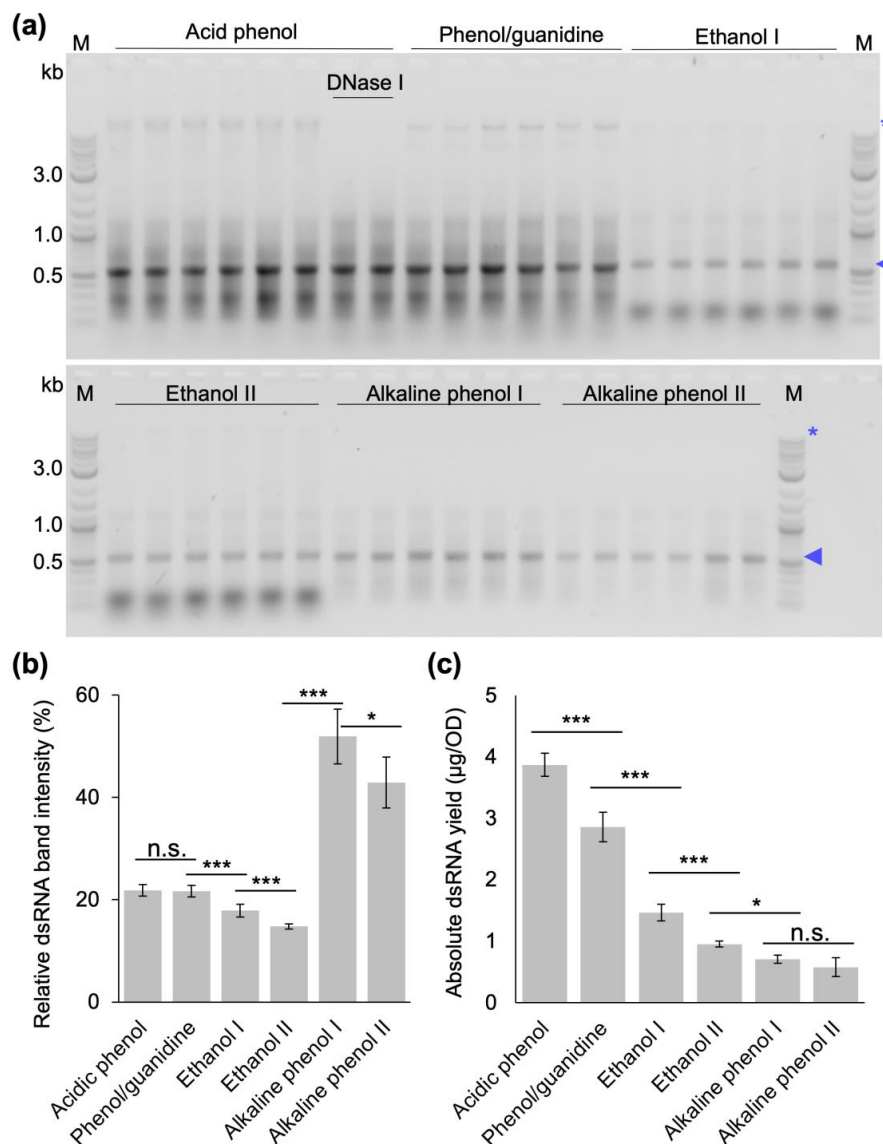 (a)
M Acid phenol Phenol/guanidine Ethanol I M
kb
DNase I
*
3.0
1.0
0.5
kb
M Ethanol II Alkaline phenol I Alkaline phenol II M
*
3.0
1.0
0.5
(b)
Relative dsRNA band intensity (%)
60
40
20
0
n.s.
***
***
***
*
Acidic phenol
Phenol/guanidine
Ethanol I
Ethanol II
Alkaline phenol I
Alkaline phenol II
(c)
Absolute dsRNA yield (µg/OD)
5
4
3
2
1
0
***
***
***
*
n.s.
Acidic phenol
Phenol/guanidine
Ethanol I
Ethanol II
Alkaline phenol I
Alkaline phenol II